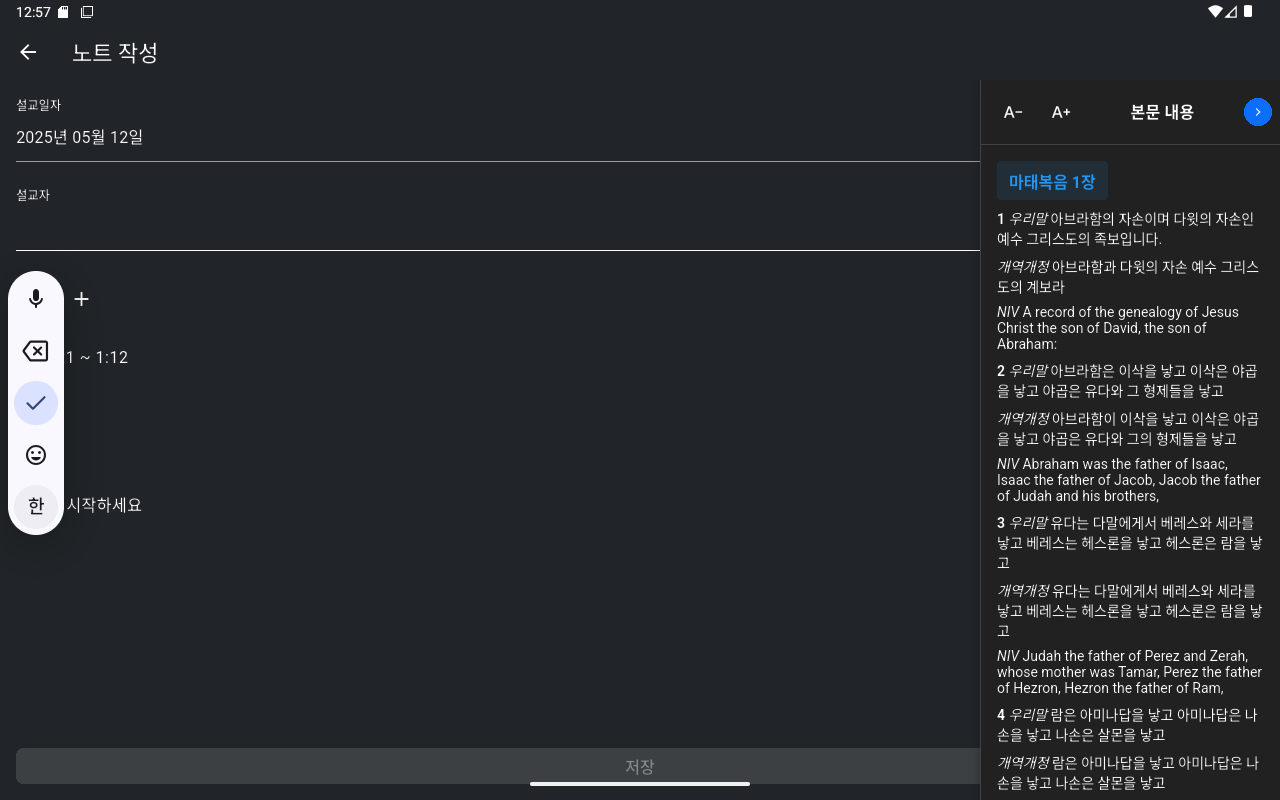 12:57
노트 작성
설교일자
2025년 05월 12일
설교자
한
1 ~ 1:12
시작하세요
저장
A- A+ 본문 내용
마태복음 1장
1 우리말 아브라함의 자손이며 다윗의 자손인
예수 그리스도의 족보입니다.
개역개정 아브라함과 다윗의 자손 예수 그리스
도의 계보라
NIV A record of the genealogy of Jesus
Christ the son of David, the son of
Abraham:
2 우리말 아브라함은 이삭을 낳고 이삭은 야곱
을 낳고 야곱은 유다와 그 형제들을 낳고
개역개정 아브라함이 이삭을 낳고 이삭은 야곱
을 낳고 야곱은 유다와 그의 형제들을 낳고
NIV Abraham was the father of Isaac,
Isaac the father of Jacob, Jacob the father
of Judah and his brothers,
3 우리말 유다는 다말에게서 베레스와 세라를
낳고 베레스는 헤스론을 낳고 헤스론은 람을 낳
고
개역개정 유다는 다말에게서 베레스와 세라를
낳고 베레스는 헤스론을 낳고 헤스론은 람을 낳
고
NIV Judah the father of Perez and Zerah,
whose mother was Tamar, Perez the father
of Hezron, Hezron the father of Ram,
4 우리말 람은 아미나답을 낳고 아미나답은 나
손을 낳고 나손은 살몬을 낳고
개역개정 람은 아미나답을 낳고 아미나답은 나
손을 낳고 나손은 살몬을 낳고